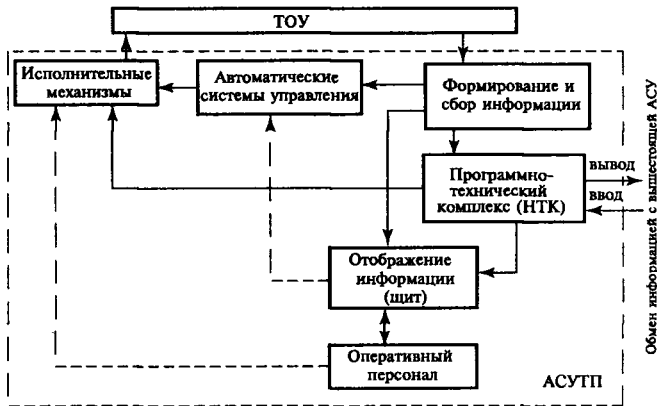 ТОУ
Исполнительные
механизмы
Автоматические
системы управления
Формирование и
сбор информации
Программно-
технический
комплекс (НТК)
вывод
ввод
Обмен информацией с вышестоящей АСУ
Отображение
информации
(щит)
Оперативный
персонал
АСУТП